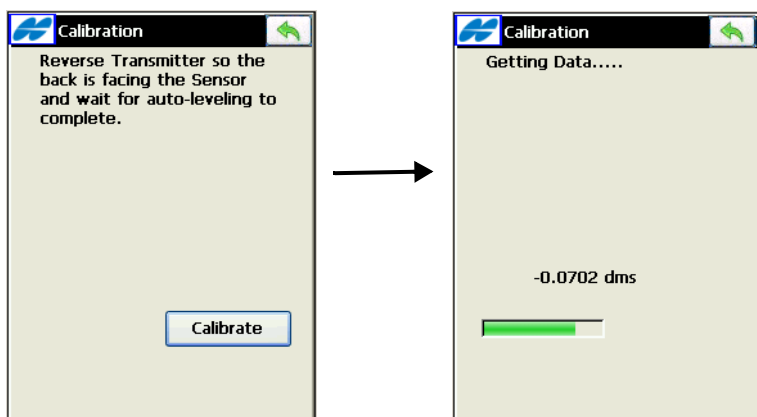 Calibration
Reverse Transmitter so the
back is facing the Sensor
and wait for auto-leveling to
complete.
Calibrate
Calibration
Getting Data.....
-0.0702 dms